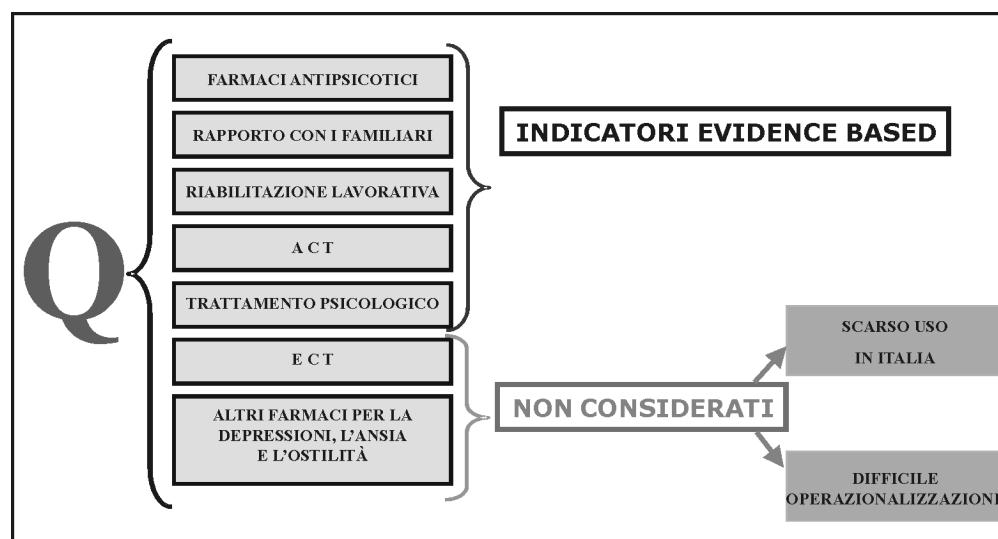 Q
FARMACI ANTIPSICOTICI
RAPPORTO CON I FAMILIARI
RIABILITAZIONE LAVORATIVA
A C T
TRATTAMENTO PSICOLOGICO
E C T
ALTRI FARMACI PER LA
DEPRESSIONI, L'ANSIA
E L'OSTILITÀ
INDICATORI EVIDENCE BASED
NON CONSIDERATI
SCARSO USO
IN ITALIA
DIFFICILE
OPERAZIONALIZZAZIONE